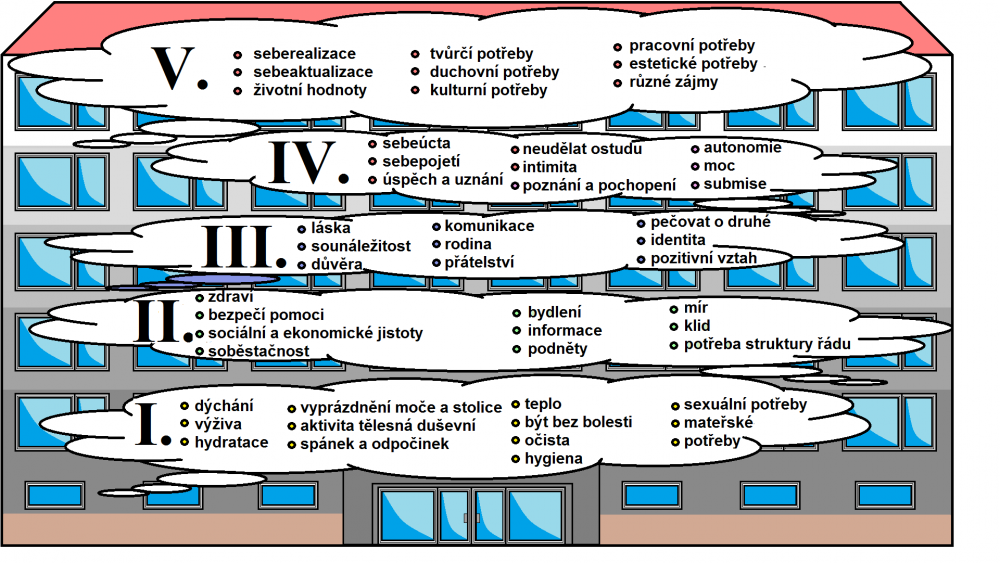 V.
seberealizace
sebeaktualizace
životní hodnoty
tvůrčí potřeby
duchovní potřeby
kulturní potřeby
pracovní potřeby
estetické potřeby
různé zájmy
IV.
sebeúcta
sebepojetí
úspěch a uznání
neudělat ostudu
intimita
poznání a pochopení
autonomie
moc
submise
III.
láska
sounáležitost
důvěra
komunikace
rodina
přátelství
pečovat o druhé
identita
pozitivní vztah
II.
zdraví
bezpečí pomoci
sociální a ekonomické jistoty
soběstačnost
bydlení
informace
podněty
mír
klid
potřeba struktury řádu
I.
dýchání
výživa
hydratace
vyprázdnění moče a stolice
aktivita tělesná duševní
spánek a odpočinek
teplo
být bez bolesti
očista
hygiena
sexuální potřeby
mateřské
potřeby